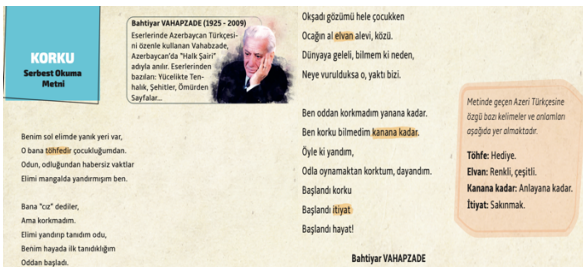 KORKU
Serbest Okuma
Metni
Bahtiyar VAHAPZADE (1925 - 2009)
Eserlerinde Azerbaycan Türkçesi-
ni özenle kullanan Vahabzade,
Azerbaycan'da "Halk Şairi"
adıyla anılır. Eserlerinden
bazıları: Yücelikte Ten-
halık, Şehitler, Ömürden
Sayfalar...
Benim sol elimde yanık yeri var,
O bana töhfedir çocukluğumdan.
Odun, odluğundan habersiz vaktlar
Elimi mangalda yandırmışım ben.
Bana "cız" dediler,
Ama korkmadım.
Elimi yandırıp tanıdım odu,
Benim hayada ilk tanıdıklığım
Oddan başladı.
Okşadı gözümü hele çocukken
Ocağın al elvan alevi, közü.
Dünyaya geleli, bilmem ki neden,
Neye vurulduksa o, yaktı bizi.
Ben oddan korkmadım yanana kadar.
Ben korku bilmedim kanana kadar.
Öyle ki yandım,
Odla oynamaktan korktum, dayandım.
Başlandı korku
Başlandı itiyat
Başlandı hayat!
Bahtiyar VAHAPZADE
Metinde geçen Azeri Türkçesine
özgü bazı kelimeler ve anlamları
aşağıda yer almaktadır.
Töhfe: Hediye.
Elvan: Renkli, çeşitli.
Kanana kadar: Anlayana kadar.
İtiyat: Sakınmak.